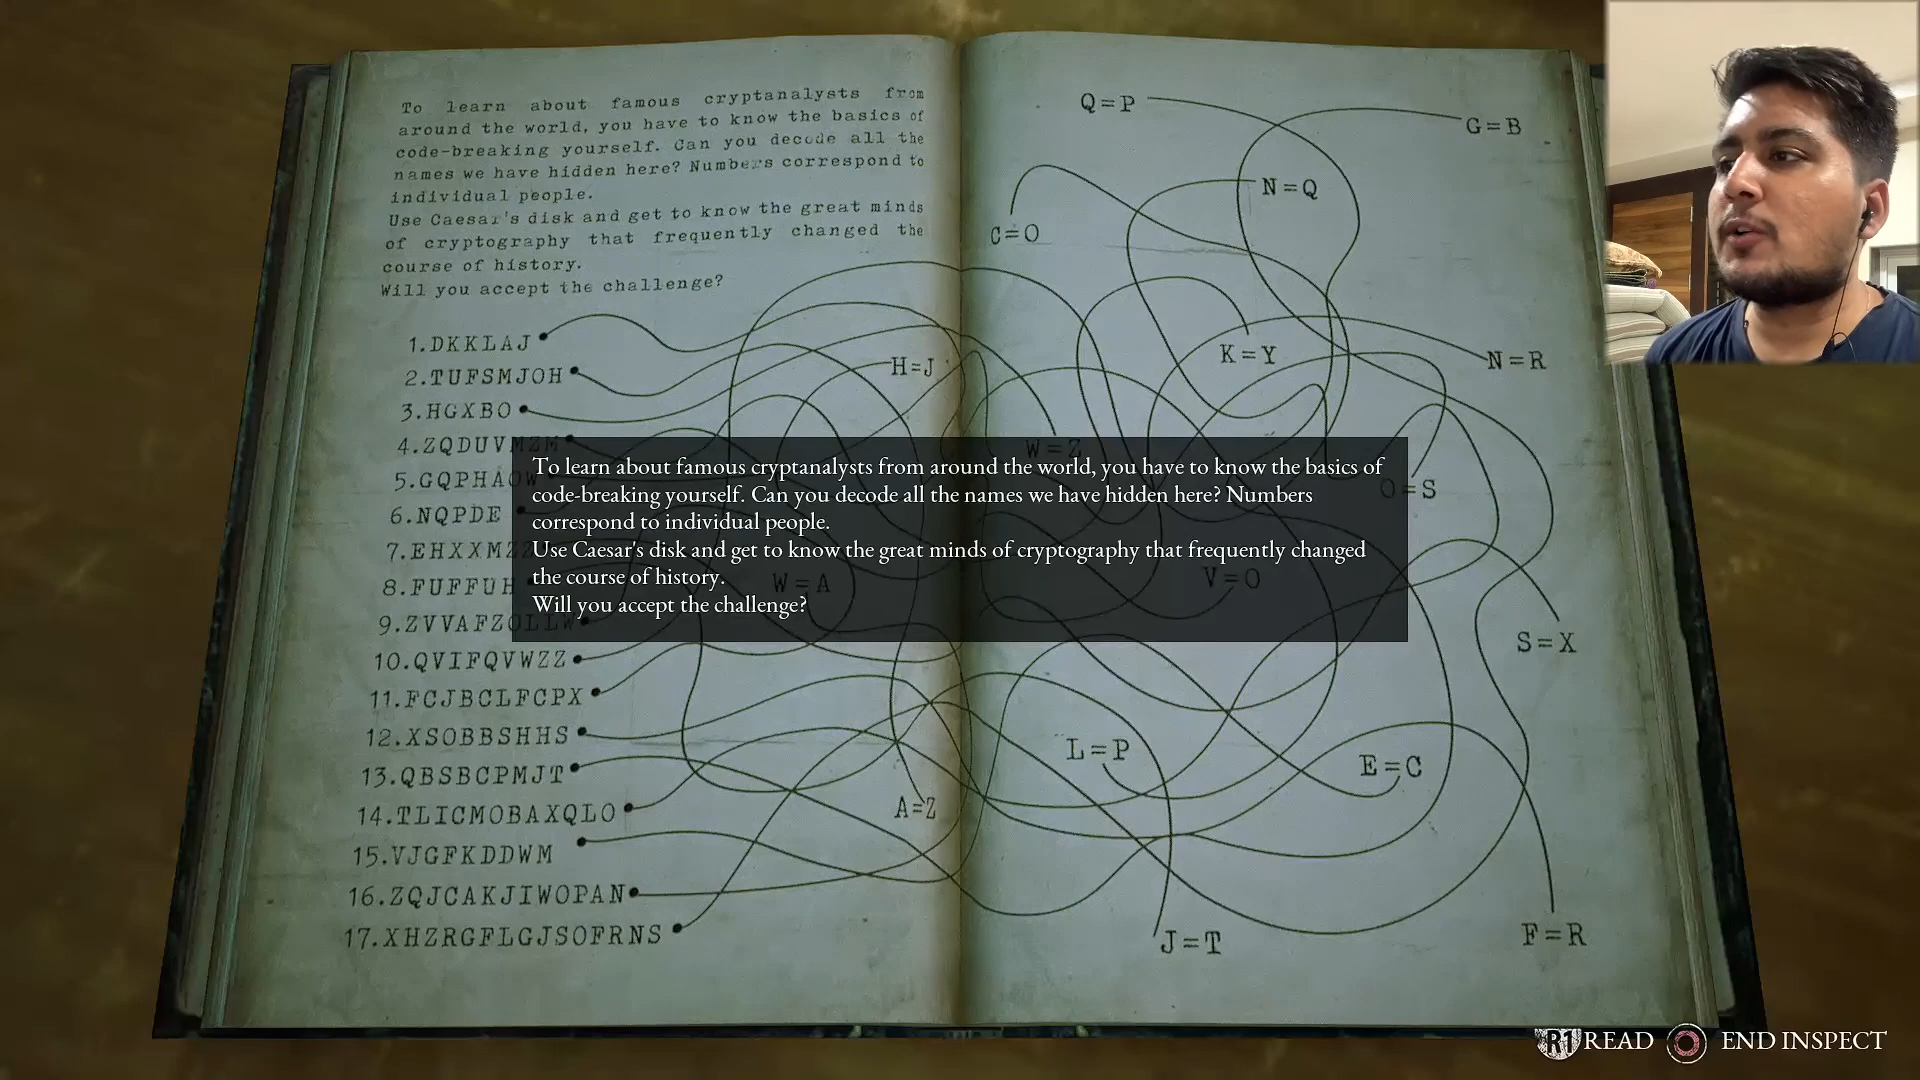 To learn about famous cryptanalysts from
around the world, you have to know the basics of
code-breaking yourself. Can you decode all the
names we have hidden here? Numbers correspond to
individual people.
Use Caesar's disk and get to know the great minds
of cryptography that frequently changed the
course of history.
Will you accept the challenge?
1.DKKLAJ
2.TUFSMJOH
3.HGXBO
4.ZQDUVMZM
5.GQPHAOW
6.NQPDE
7.EHXXMZZ
8.FUFFUH
9.ZVVAFZOLLW
10.QVIFQVWZZ
11.FCJBCLFCPX
12.XSOBBSHHS
13.QBSBCPMJT
14.TLICMOBAXQLO
15.VJGFKDDWM
16.ZQJCAKJIWOPAN
17.XHZRGFLGJSOFRNS
Q=P
G=B
N=Q
C=O
K=Y
N=R
H=J
W=Z
O=S
W=A
V=O
S=X
L=P
E=C
A=Z
J=T
F=R
To learn about famous cryptanalysts from around the world, you have to know the basics of
code-breaking yourself. Can you decode all the names we have hidden here? Numbers
correspond to individual people.
Use Caesar's disk and get to know the great minds of cryptography that frequently changed
the course of history.
Will you accept the challenge?
R1 READ
END INSPECT